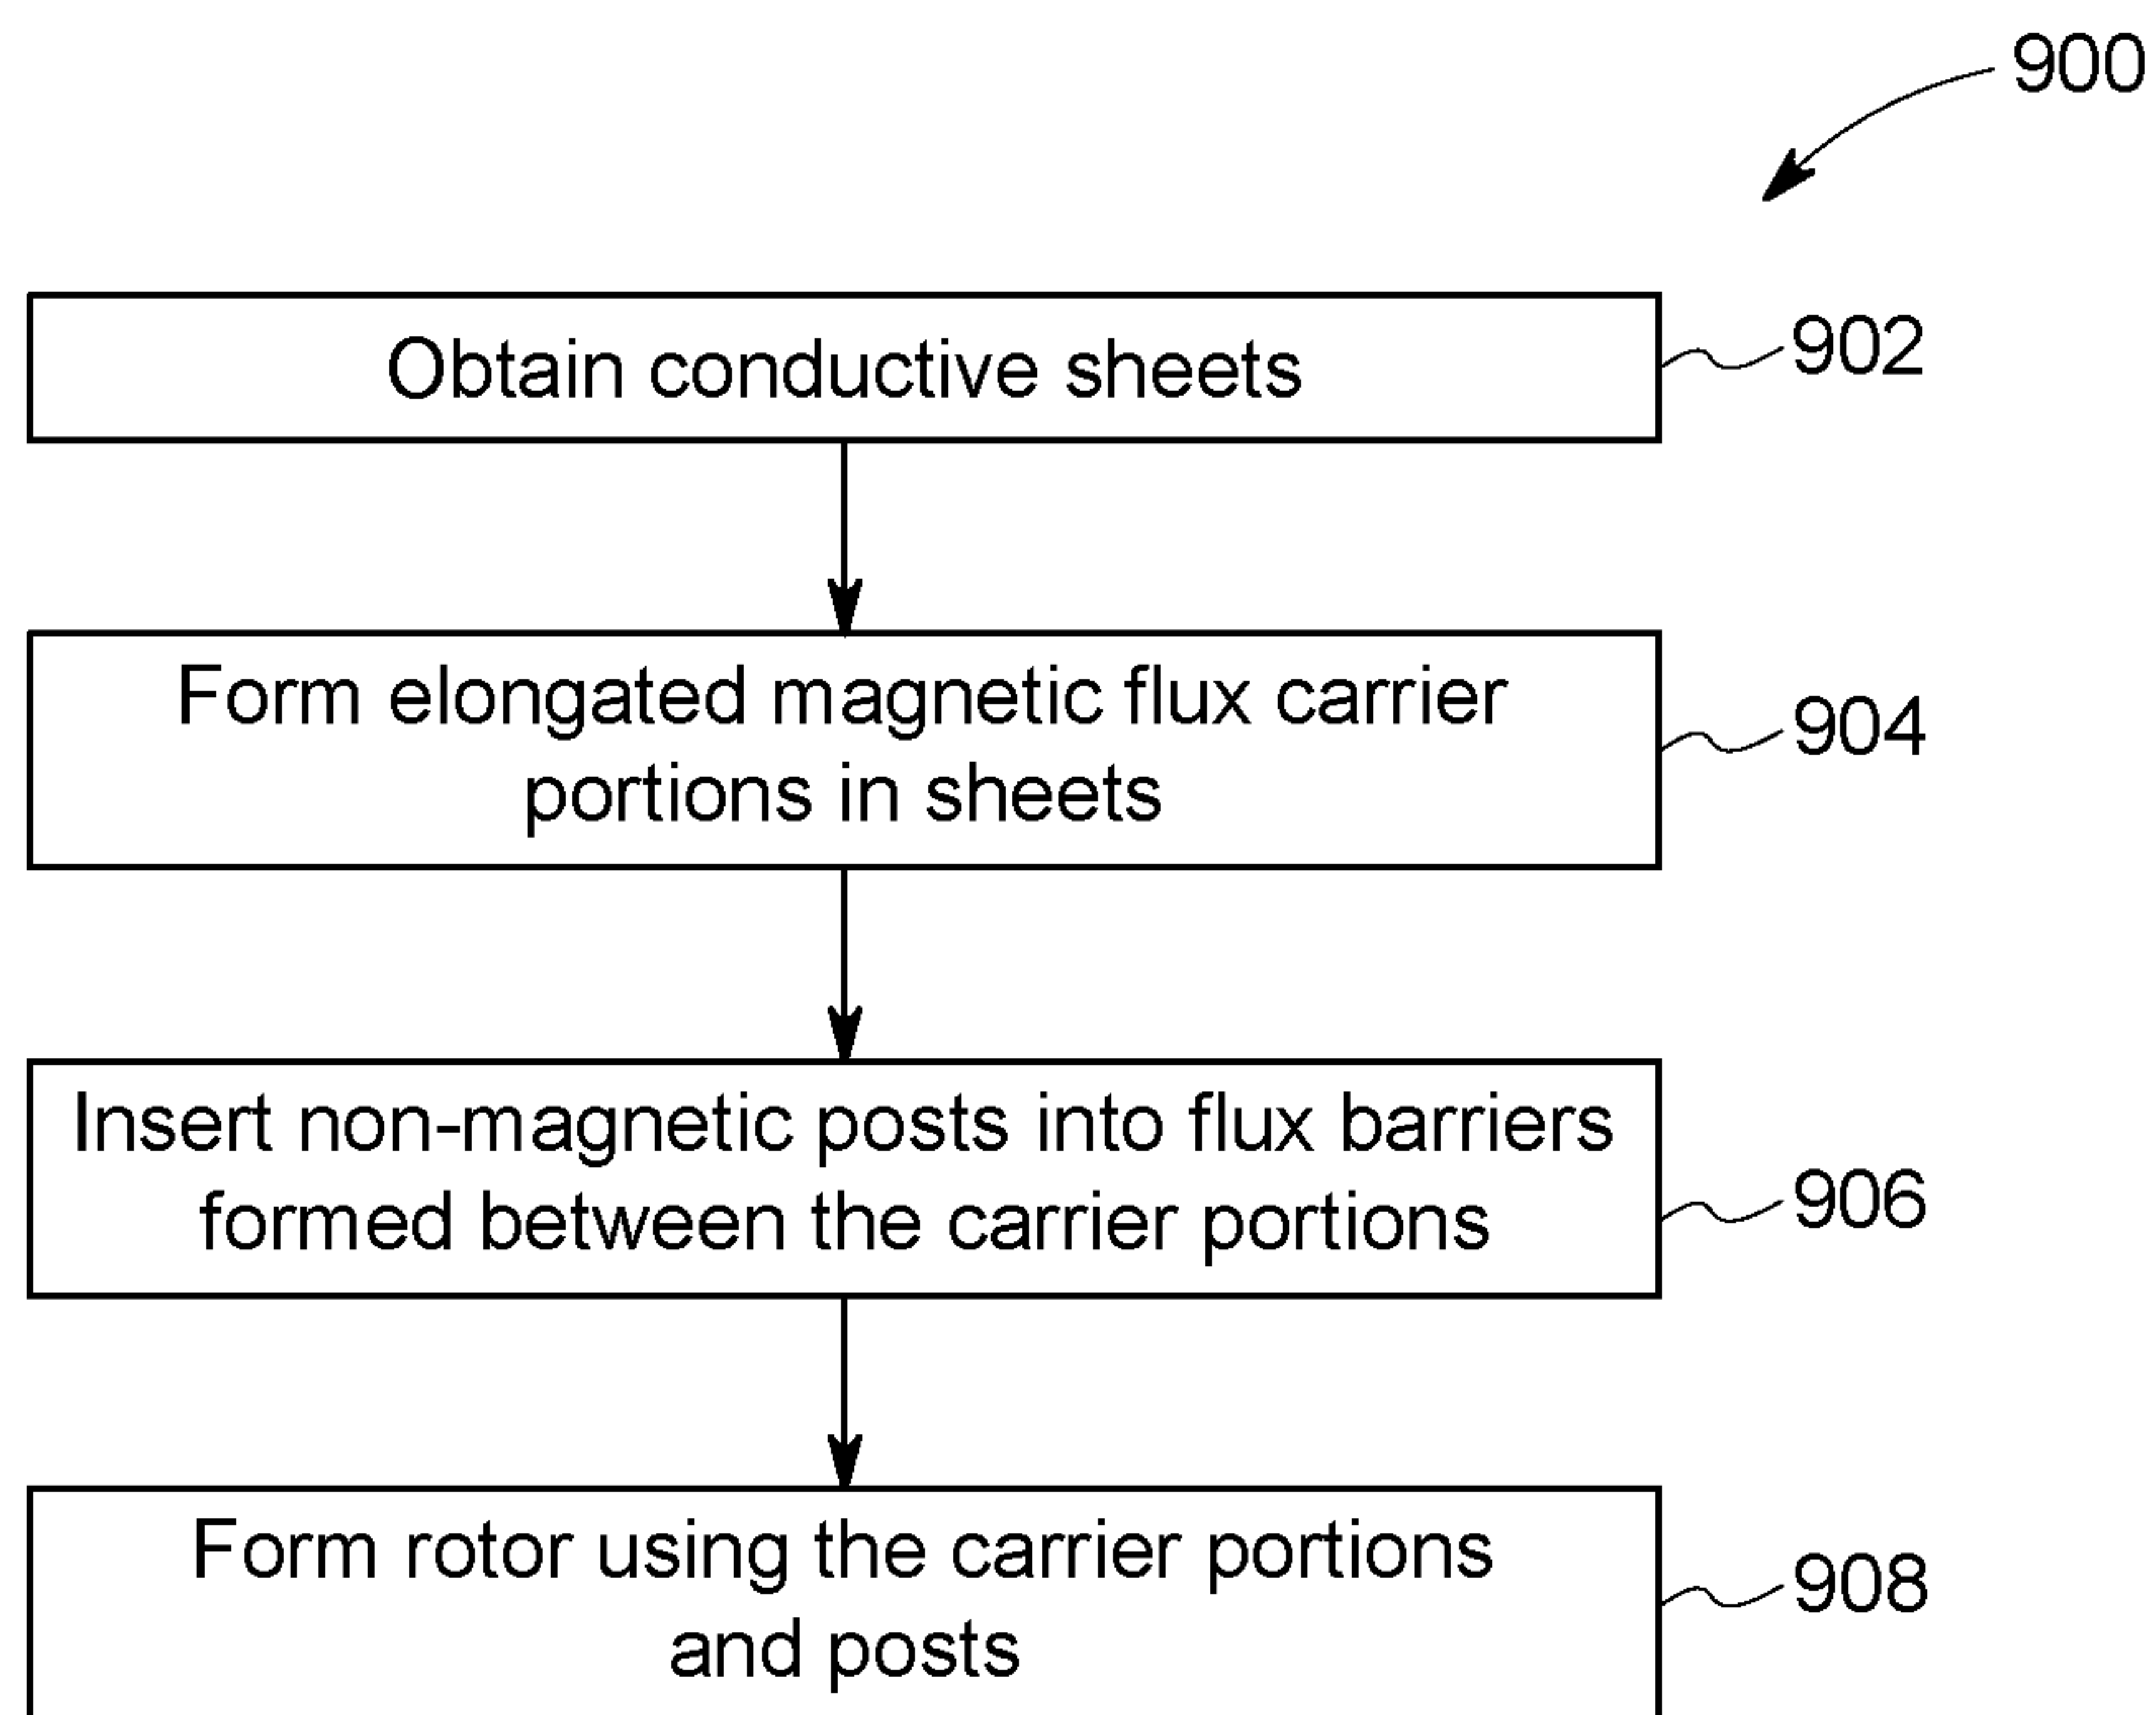 900
Obtain conductive sheets
902
Form elongated magnetic flux carrier
portions in sheets
904
Insert non-magnetic posts into flux barriers
formed between the carrier portions
906
Form rotor using the carrier portions
and posts
908